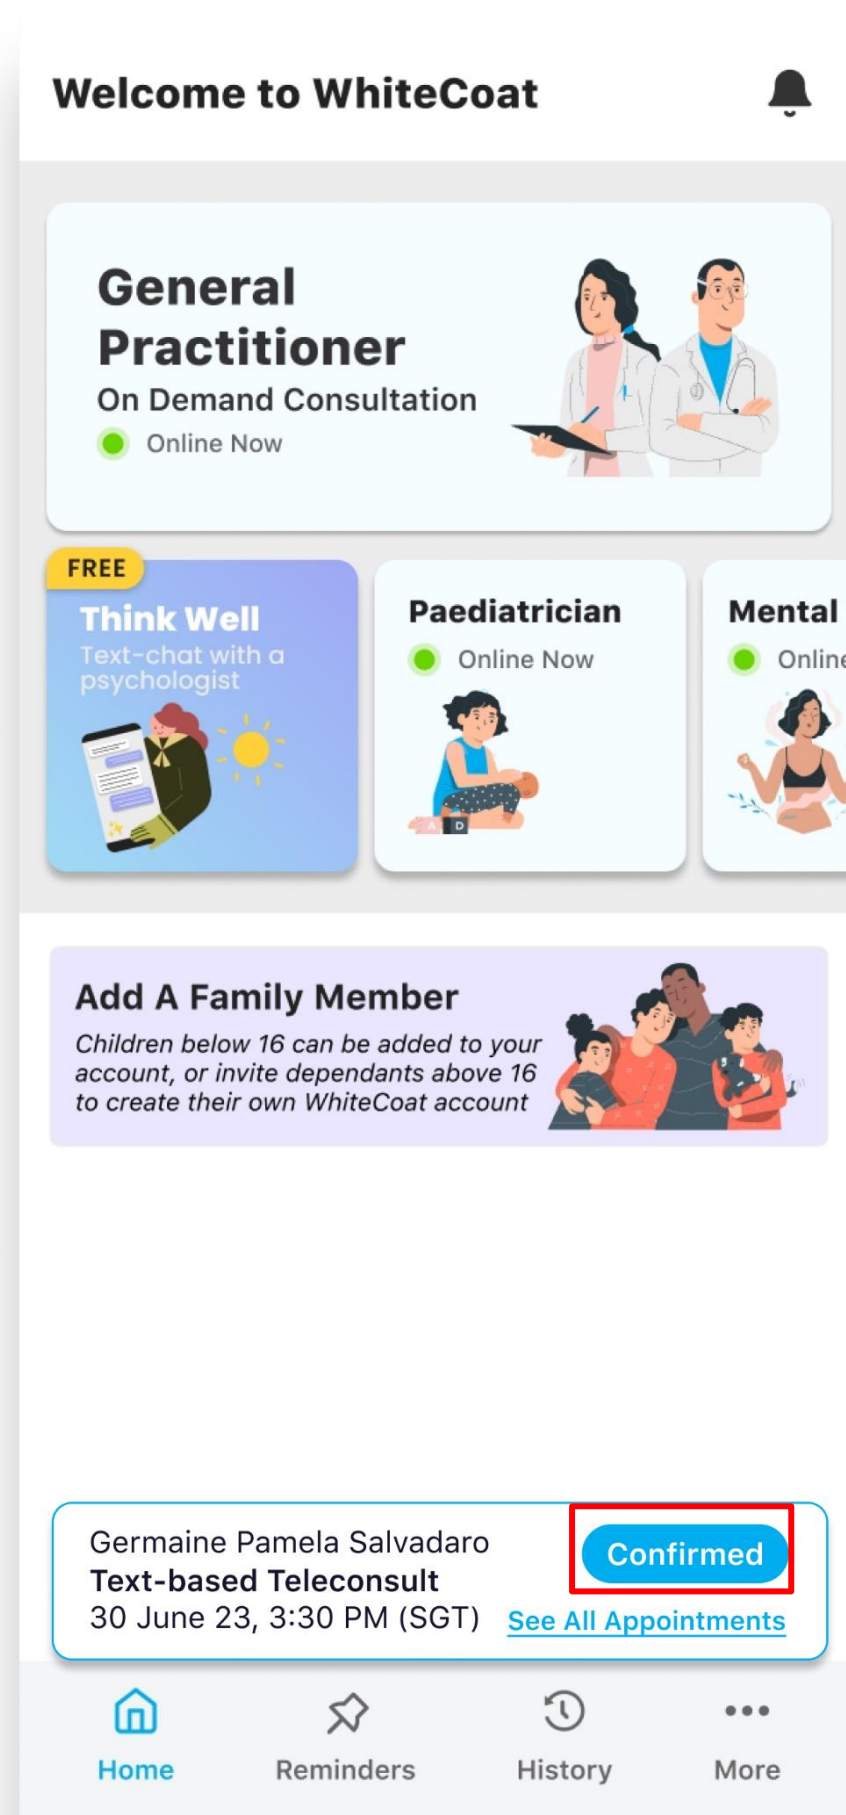 Welcome to WhiteCoat
General
Practitioner
On Demand Consultation
Online Now
FREE
Think Well
Text-chat with a
psychologist
Paediatrician
Online Now
Mental
Online
A D
Add A Family Member
Children below 16 can be added to your
account, or invite dependants above 16
to create their own WhiteCoat account
Germaine Pamela Salvadaro
Confirmed
Text-based Teleconsult
30 June 23, 3:30 PM (SGT)
See All Appointments
Home
Reminders
History
More